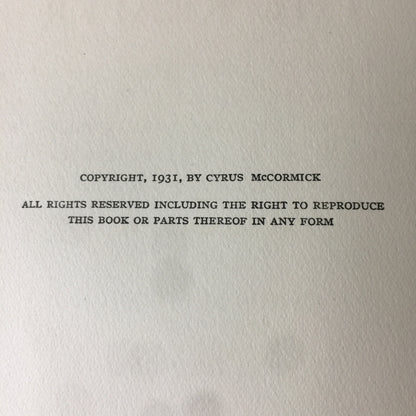 COPYRIGHT, 1931, BY CYRUS McCORMICK
ALL RIGHTS RESERVED INCLUDING THE RIGHT TO REPRODUCE
THIS BOOK OR PARTS THEREOF IN ANY FORM